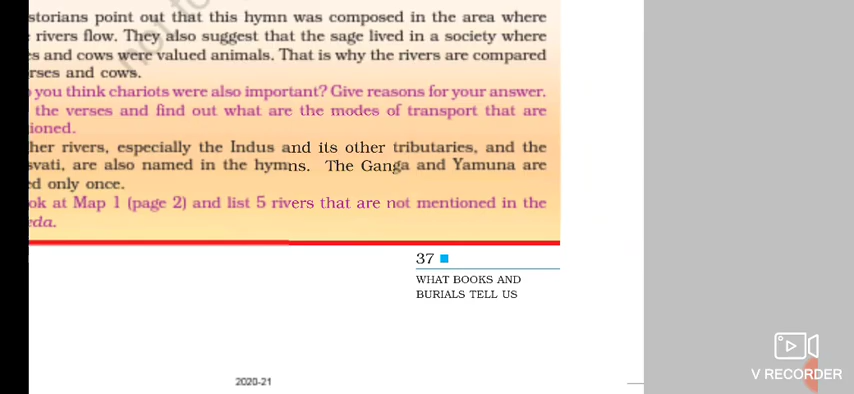 storians point out that this hymn was composed in the area where
rivers flow. They also suggest that the sage lived in a society where
es and cows were valued animals. That is why the rivers are compared
rses and cows.
you think chariots were also important? Give reasons for your answer.
the verses and find out what are the modes of transport that are
ioned.
her rivers, especially the Indus and its other tributaries, and the
svati, are also named in the hymns. The Ganga and Yamuna are
ed only once.
ok at Map 1 (page 2) and list 5 rivers that are not mentioned in the
eda.
37
WHAT BOOKS AND
BURIALS TELL US
V RECORDER
2020-21